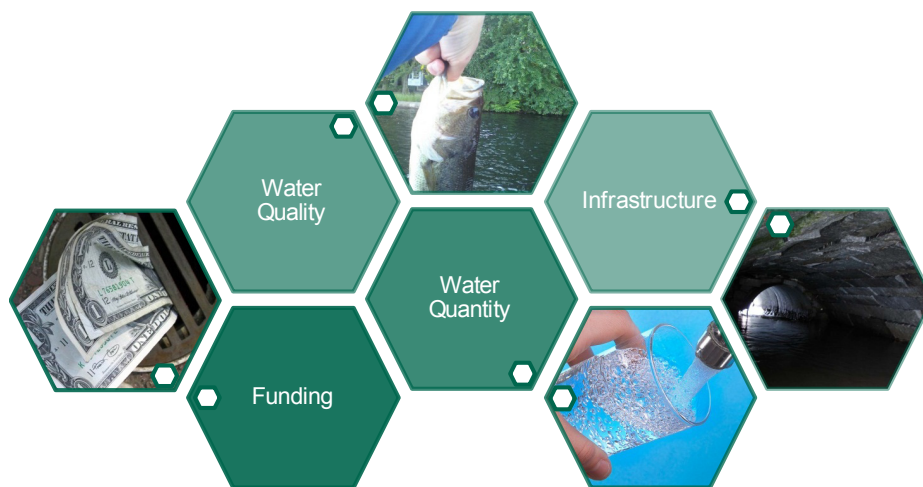 Water
Quality
Infrastructure
Water
Quantity
Funding